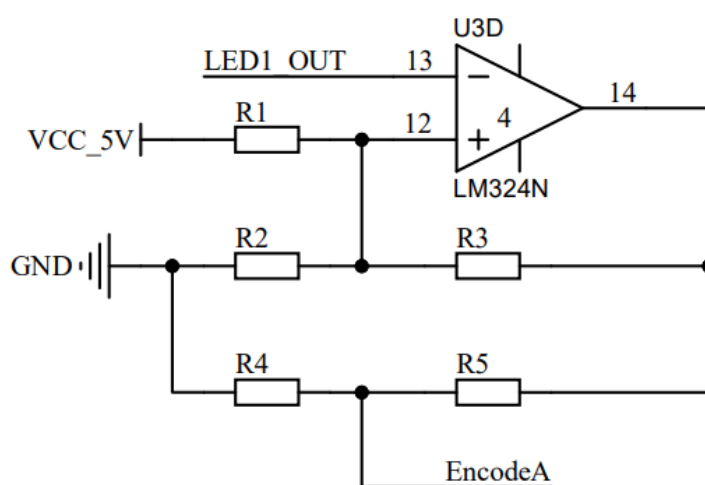 U3D
LED1_OUT
13
14
R1
12
4
VCC_5V
LM324N
R2
R3
GND
R4
R5
EncodeA